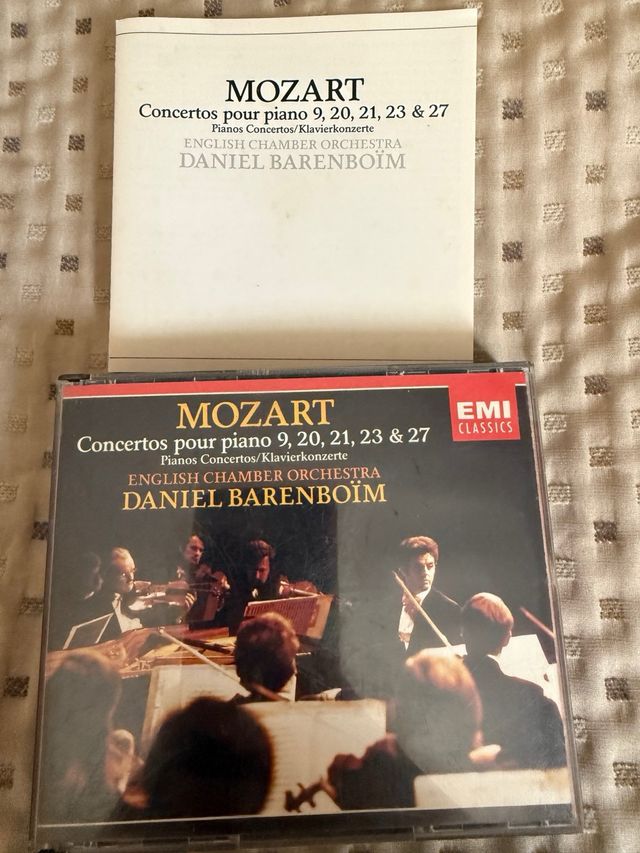 MOZART
Concertos pour piano 9, 20, 21, 23 & 27
Pianos Concertos/Klavierkonzerte
ENGLISH CHAMBER ORCHESTRA
DANIEL BARENBOÏM
MOZART
Concertos pour piano 9, 20, 21, 23 & 27
Pianos Concertos/Klavierkonzerte
ENGLISH CHAMBER ORCHESTRA
DANIEL BARENBOÏM
EMI
CLASSICS